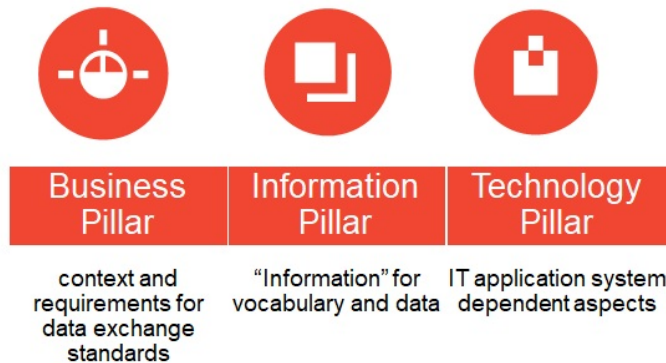 Business
Pillar
Information
Pillar
Technology
Pillar
context and
requirements for
data exchange
standards
“Information” for
vocabulary and data
IT application system
dependent aspects